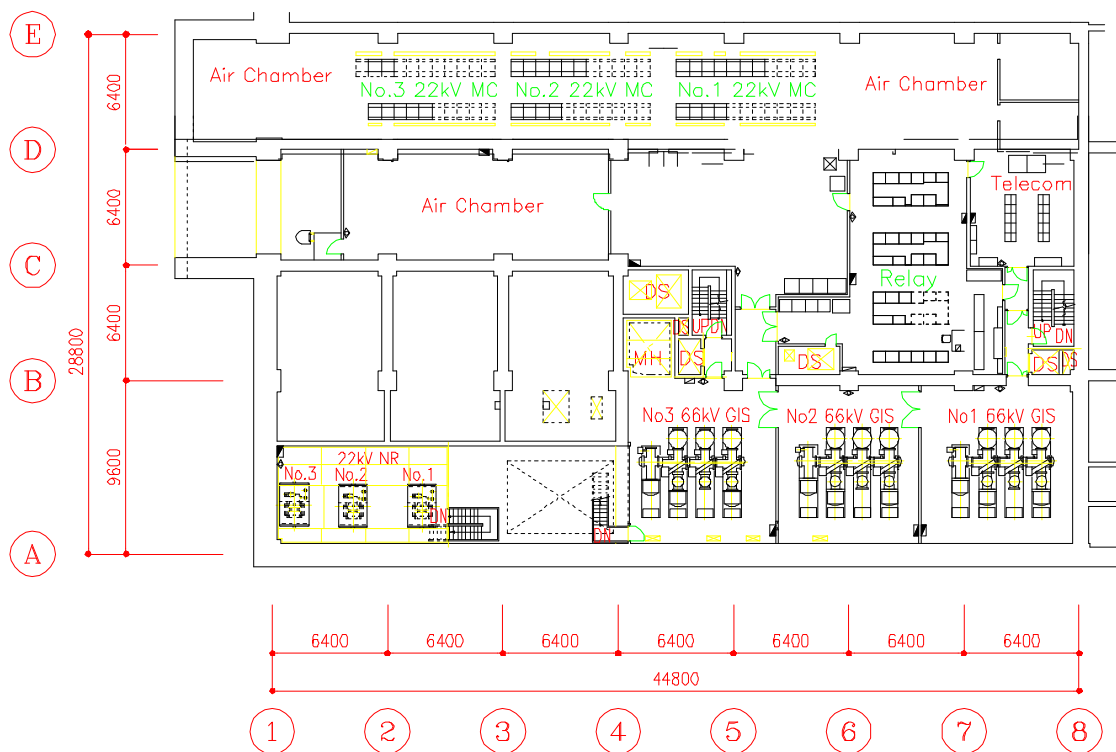 E
6400
Air Chamber
No.3 22kV MC
No.2 22kV MC
No.1 22kV MC
Air Chamber
D
6400
Air Chamber
Telecom
C
28800
6400
DS
Relay
DS
UP
DN
MH
DS
DS
UP
DN
DS
DS
B
9600
No3 66kV GIS
No2 66kV GIS
No1 66kV GIS
22kV NR
No.3
No.2
No.1
DN
DN
A
6400
6400
6400
6400
6400
6400
6400
44800
1
2
3
4
5
6
7
8